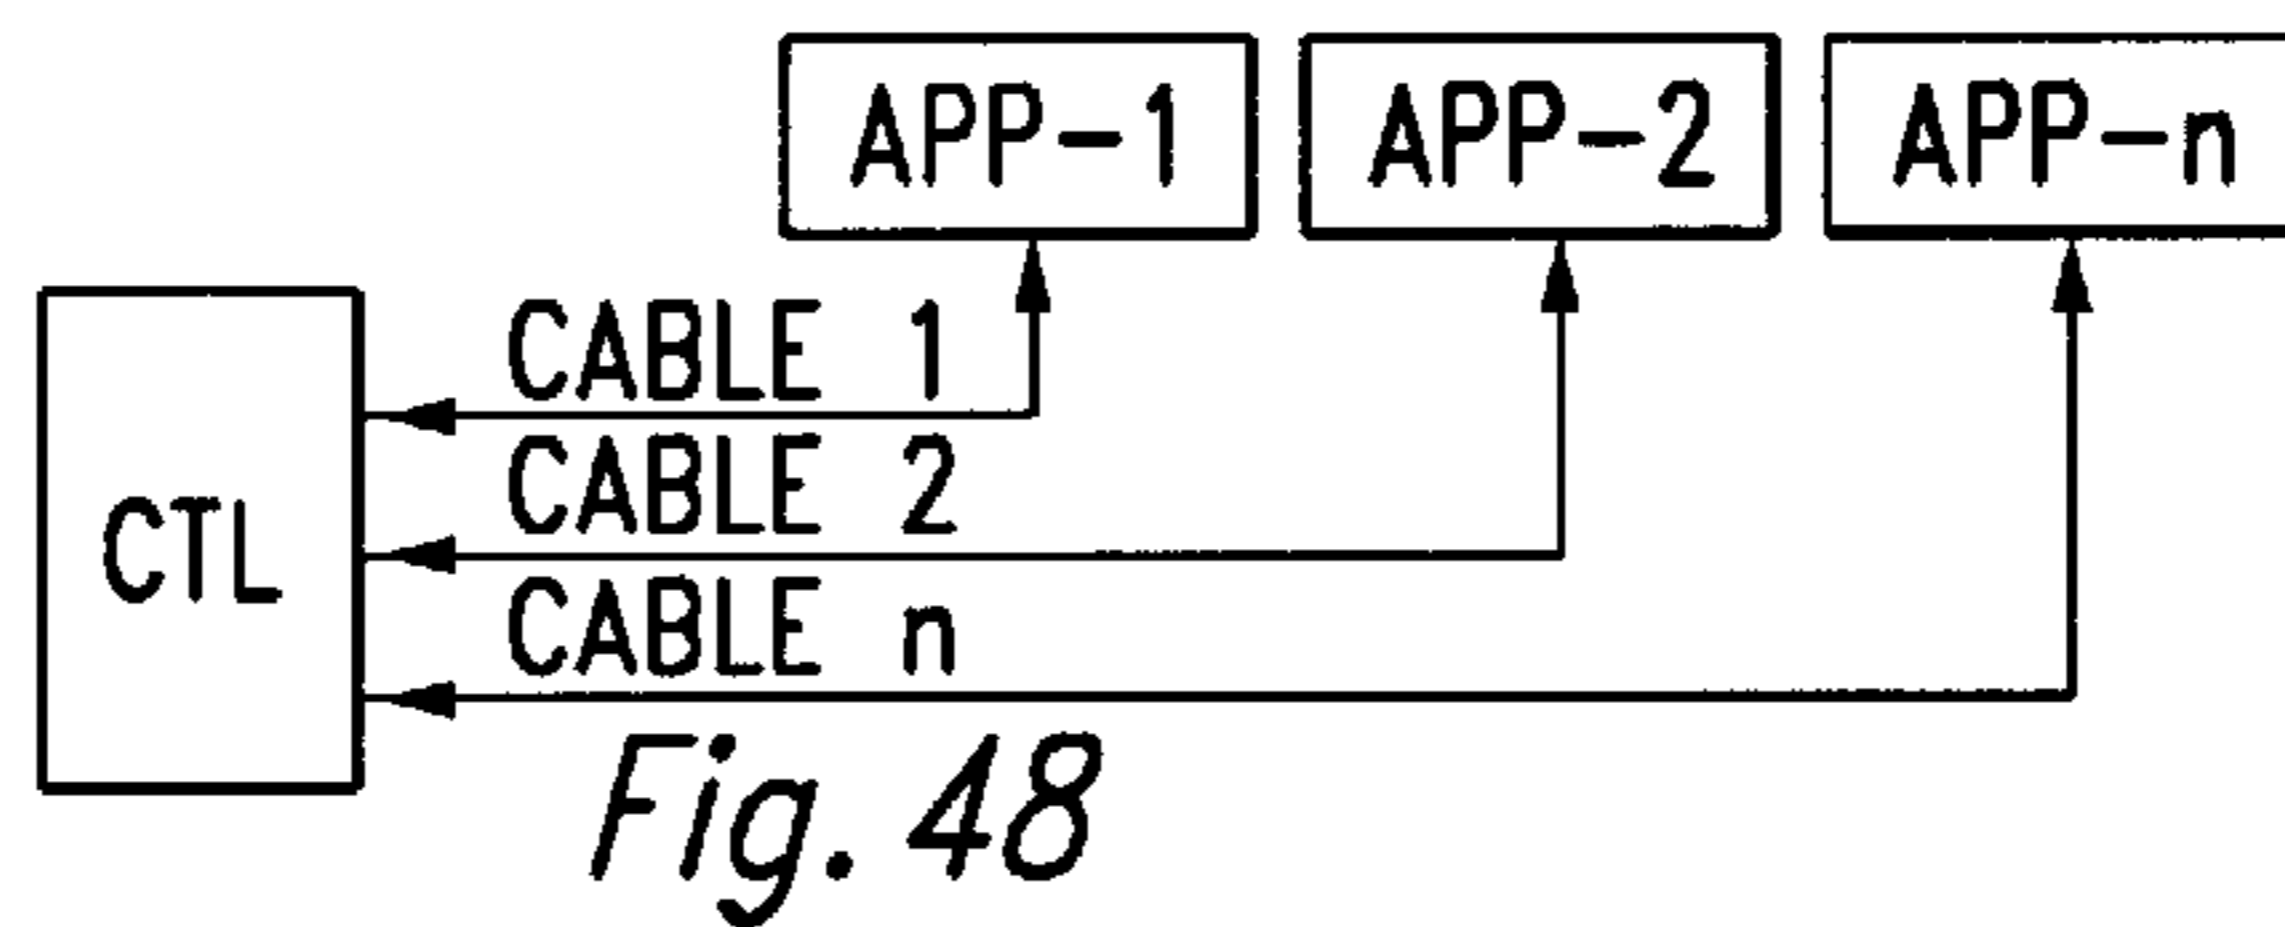 APP-1 APP-2 APP-n
CABLE 1
CABLE 2
CTL
CABLE n
Fig. 48